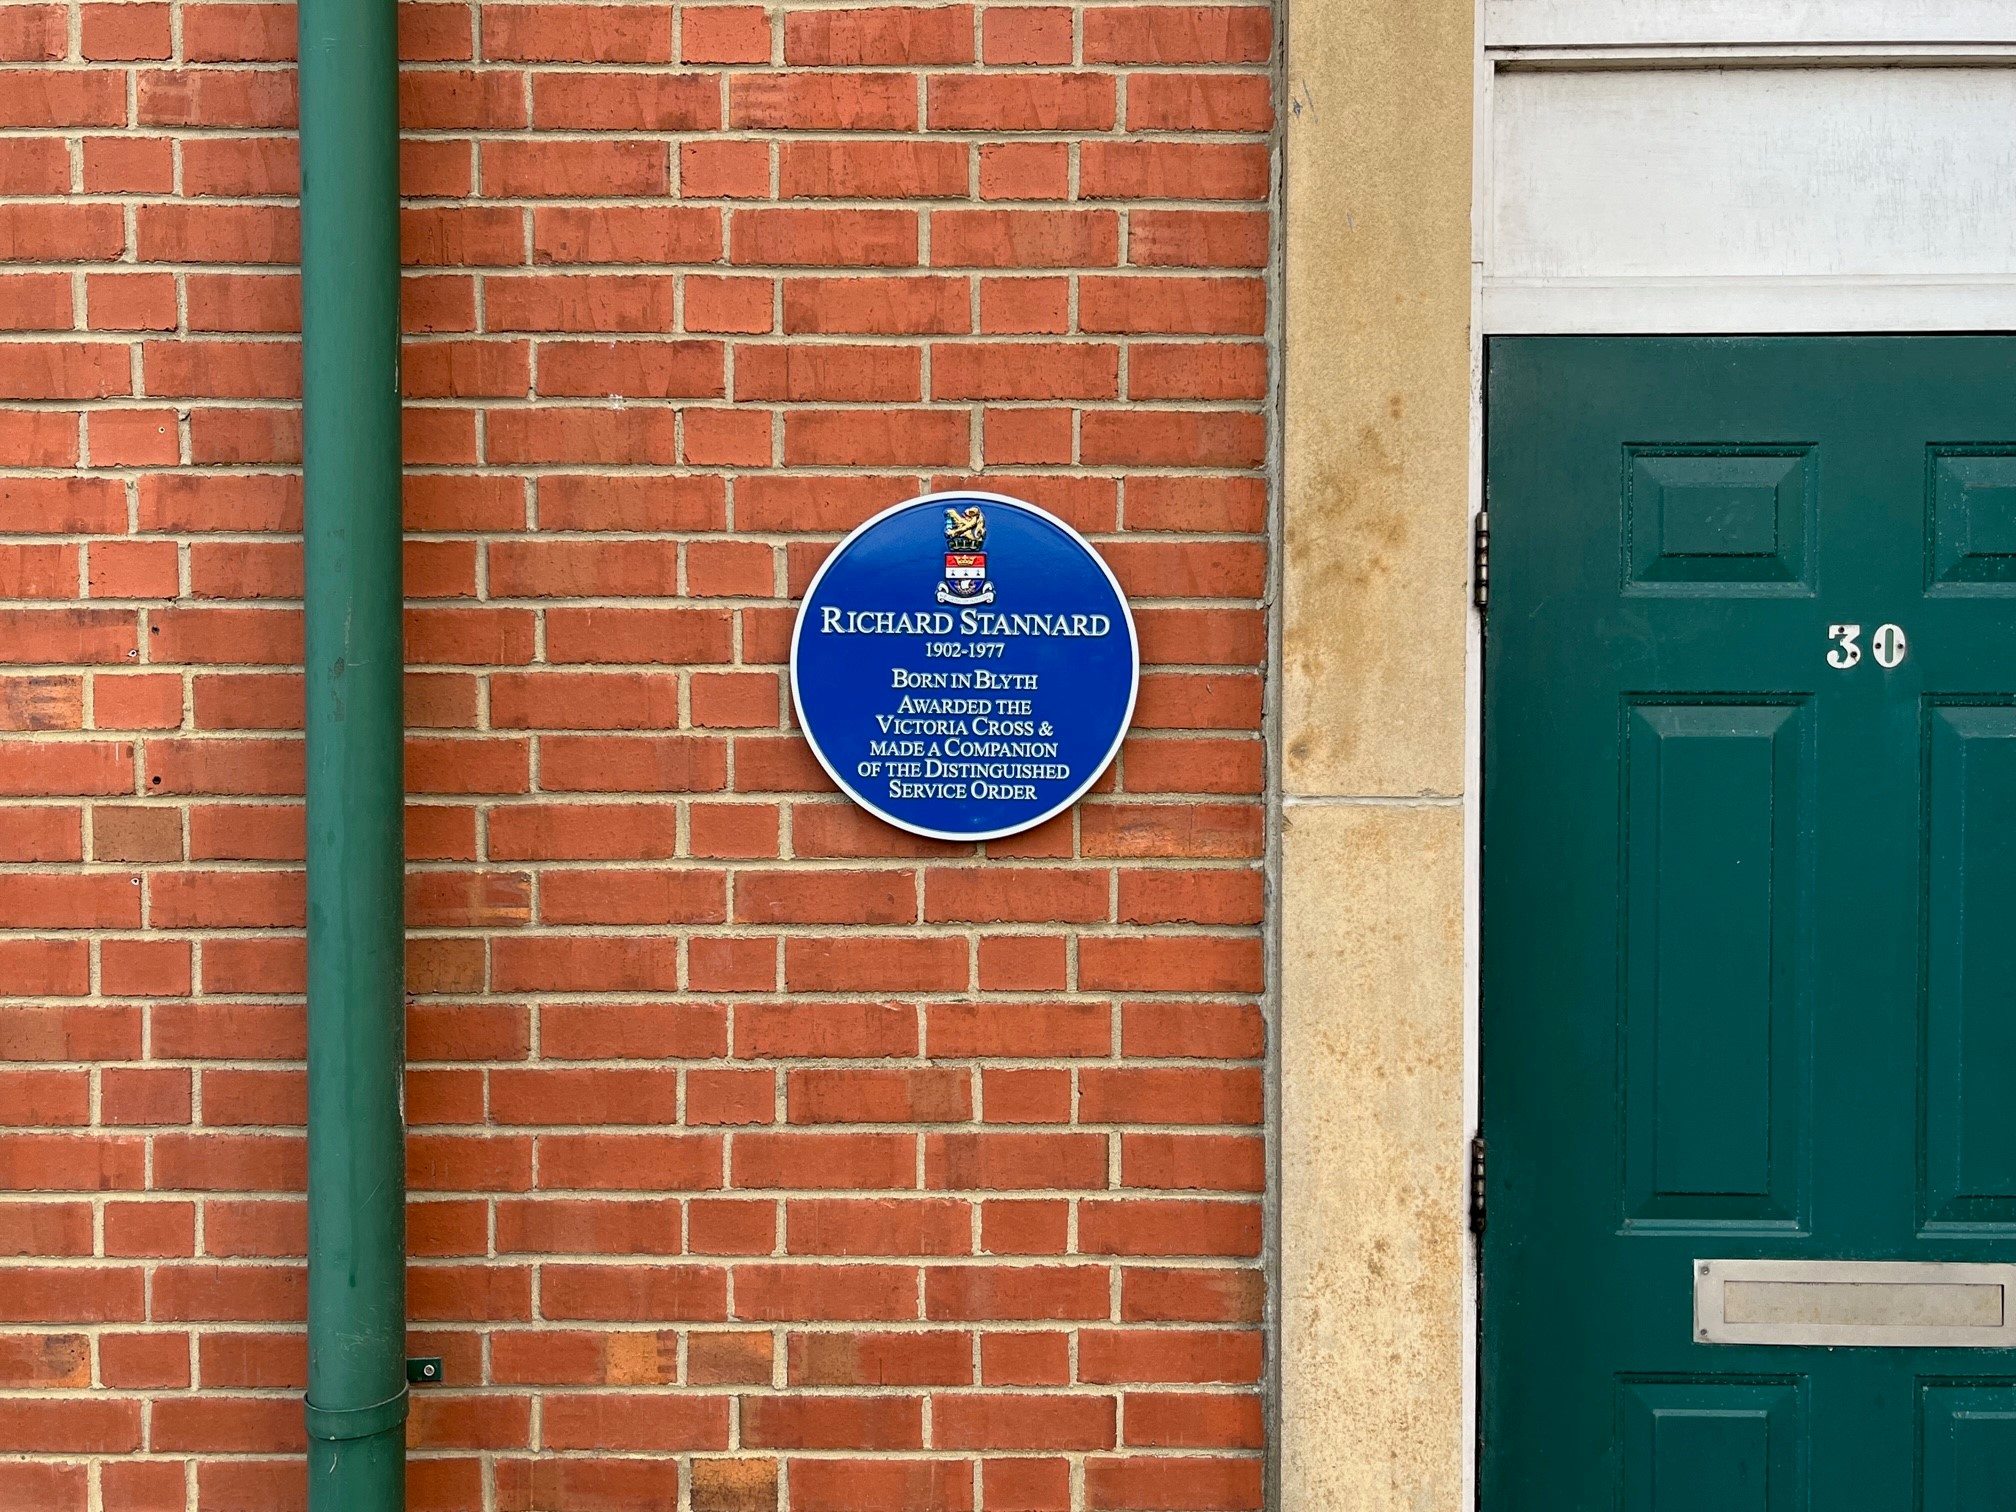 RICHARD STANNARD
1902-1977
BORN IN BLYTH
AWARDED THE
VICTORIA CROSS &
MADE A COMPANION
OF THE DISTINGUISHED
SERVICE ORDER
30